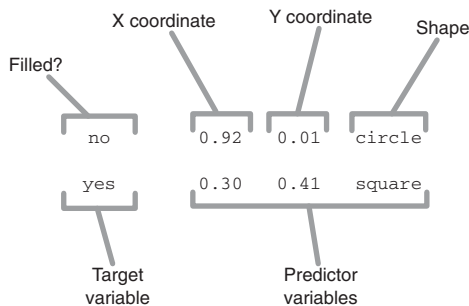 X coordinate
Y coordinate
Shape
Filled?
no 0.92 0.01 circle
yes 0.30 0.41 square
Target
variable
Predictor
variables